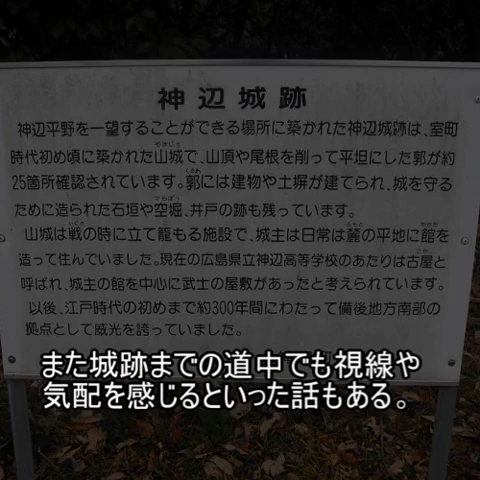 神辺城跡
神辺平野を一望することができる場所に築かれた神辺城跡は、室町
時代初め頃に築かれた山城で、山頂や尾根を削って平坦にした郭が約
25箇所確認されています。郭には建物や土塀が建てられ、城を守る
ために造られた石垣や空堀、井戸の跡も残っています。
山城は戦の時に立て籠もる施設で、城主は日常は麓の平地に館を
造って住んでいました。現在の広島県立神辺高等学校のあたりは古屋と
呼ばれ、城主の館を中心に武士の屋敷があったと考えられています。
以後、江戸時代の初めまで約300年間にわたって備後地方南部の
拠点として威光を誇っていました。
また城跡までの道中でも視線や
気配を感じるといった話もある。